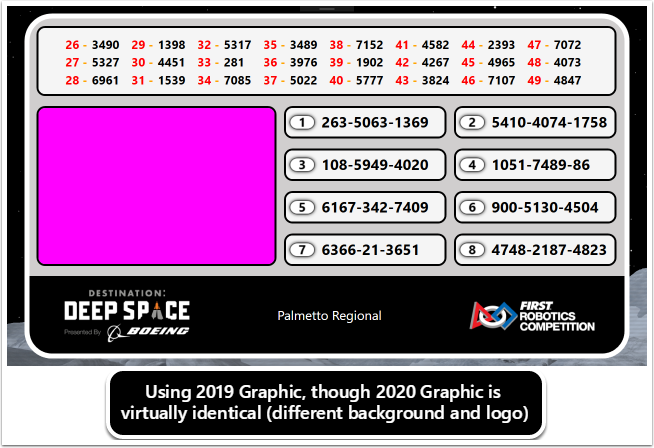 26 - 3490 29 - 1398 32 - 5317 35 - 3489 38 - 7152 41 - 4582 44 - 2393 47 - 7072
27 - 5327 30 - 4451 33 - 281 36 - 3976 39 - 1902 42 - 4267 45 - 4965 48 - 4073
28 - 6961 31 - 1539 34 - 7085 37 - 5022 40 - 5777 43 - 3824 46 - 7107 49 - 4847
1 263-5063-1369 2 5410-4074-1758
3 108-5949-4020 4 1051-7489-86
5 6167-342-7409 6 900-5130-4504
7 6366-21-3651 8 4748-2187-4823
DESTINATION:
DEEP SPACE
Presented By BOEING
Palmetto Regional
FIRST
ROBOTICS
COMPETITION
Using 2019 Graphic, though 2020 Graphic is
virtually identical (different background and logo)